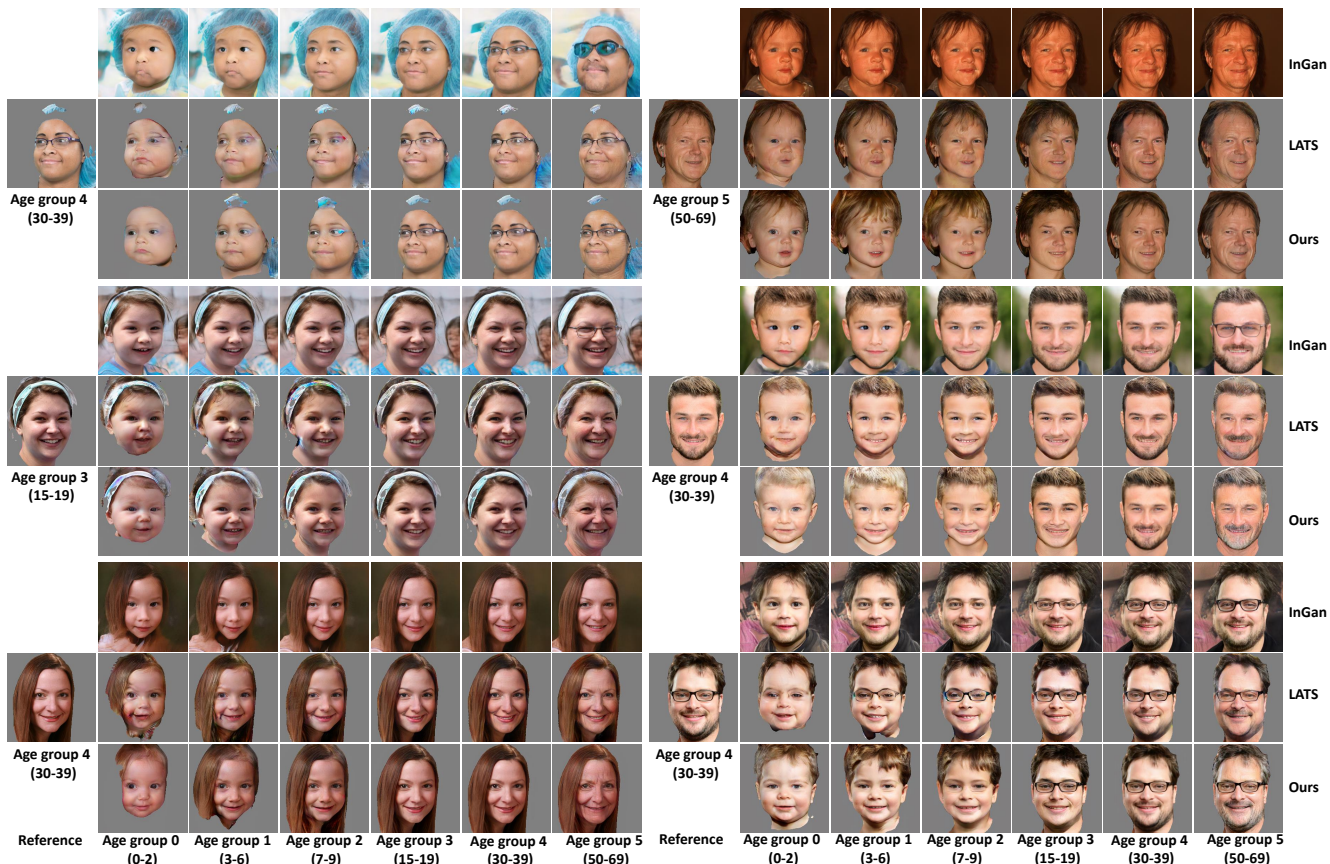 InGan
LATS
Age group 4
(30-39)
Age group 5
(50-69)
Ours
InGan
LATS
Age group 3
(15-19)
Age group 4
(30-39)
Ours
InGan
LATS
Age group 4
(30-39)
Age group 4
(30-39)
Ours
Reference Age group 0 Age group 1 Age group 2 Age group 3 Age group 4 Age group 5 Reference Age group 0 Age group 1 Age group 2 Age group 3 Age group 4 Age group 5
(0-2) (3-6) (7-9) (15-19) (30-39) (50-69) (0-2) (3-6) (7-9) (15-19) (30-39) (50-69)